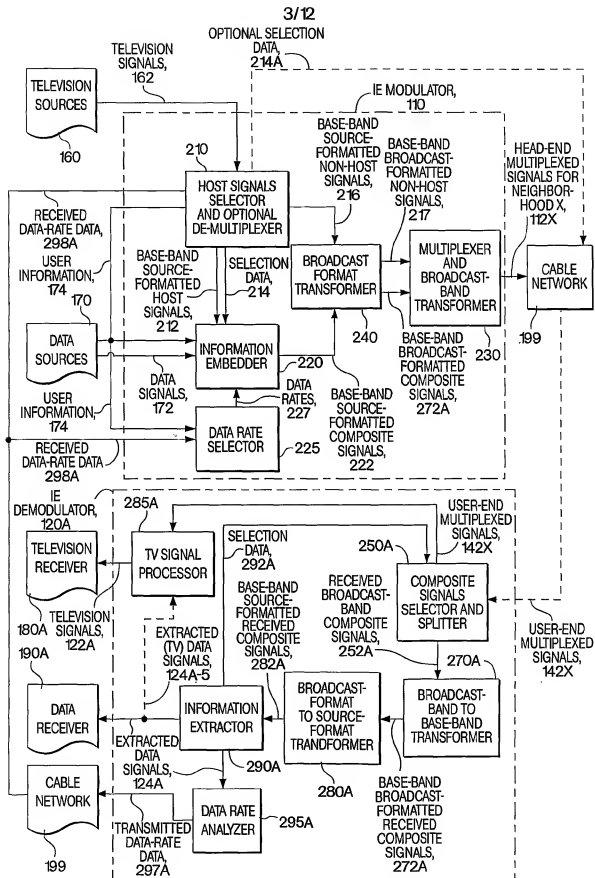 3/12
OPTIONAL SELECTION
DATA,
214A
TELEVISION
SIGNALS,
162
TELEVISION
SOURCES
160
IE MODULATOR,
110
210
HOST SIGNALS
SELECTOR
AND OPTIONAL
DE-MULTIPLEXER
BASE-BAND
SOURCE-
FORMATTED
NON-HOST
SIGNALS,
216
BASE-BAND
BROADCAST-
FORMATTED
NON-HOST
SIGNALS,
217
HEAD-END
MULTIPLEXED
SIGNALS FOR
NEIGHBOR-
HOOD X,
112X
RECEIVED
DATA-RATE DATA,
298A
USER
INFORMATION,
174
BASE-BAND
SOURCE-
FORMATTED
HOST
SIGNALS,
212
SELECTION
DATA,
214
BROADCAST
FORMAT
TRANSFORMER
240
MULTIPLEXER
AND
BROADCAST-
BAND
TRANSFORMER
230
CABLE
NETWORK
199
170
DATA
SOURCES
DATA
SIGNALS,
172
INFORMATION
EMBEDDER
220
DATA
RATES,
227
BASE-BAND
SOURCE-
FORMATTED
COMPOSITE
SIGNALS,
222
BASE-BAND
BROADCAST-
FORMATTED
COMPOSITE
SIGNALS,
272A
USER
INFORMATION,
174
DATA RATE
SELECTOR
225
RECEIVED
DATA-RATE DATA
298A
IE
DEMODULATOR,
120A
285A
TV SIGNAL
PROCESSOR
SELECTION
DATA,
292A
USER-END
MULTIPLEXED
SIGNALS,
142X
250A
COMPOSITE
SIGNALS
SELECTOR AND
SPLITTER
TELEVISION
RECEIVER
180A
TELEVISION
SIGNALS,
122A
BASE-BAND
SOURCE-
FORMATTED
RECEIVED
COMPOSITE
SIGNALS,
282A
RECEIVED
BROADCAST-
BAND
COMPOSITE
SIGNALS,
252A
USER-END
MULTIPLEXED
SIGNALS,
142X
EXTRACTED
(TV) DATA
SIGNALS,
124A-5
190A
DATA
RECEIVER
INFORMATION
EXTRACTOR
290A
BROADCAST-
FORMAT
TO SOURCE-
FORMAT
TRANDFORMER
280A
270A
BROADCAST-
BAND TO
BASE-BAND
TRANSFORMER
EXTRACTED
DATA
SIGNALS,
124A
CABLE
NETWORK
199
DATA RATE
ANALYZER
295A
TRANSMITTED
DATA-RATE
DATA,
297A
BASE-BAND
BROADCAST-
FORMATTED
RECEIVED
COMPOSITE
SIGNALS,
272A